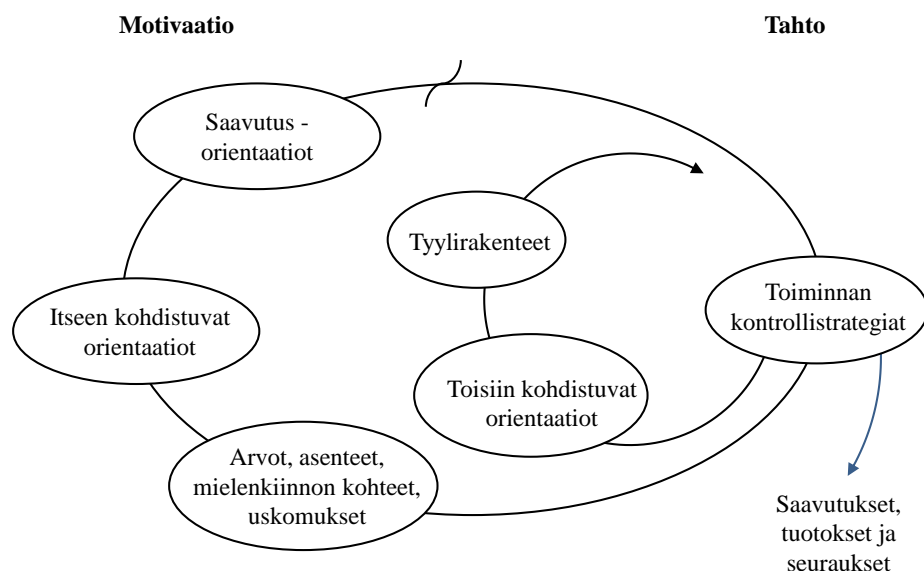 Motivaatio
Tahto
Saavutus -
orientaatiot
Tyylirakenteet
Itseen kohdistuvat
orientaatiot
Toiminnan
kontrollistrategiat
Toisiin kohdistuvat
orientaatiot
Arvot, asenteet,
mielenkiinnon kohteet,
uskomukset
Saavutukset,
tuotokset ja
seuraukset